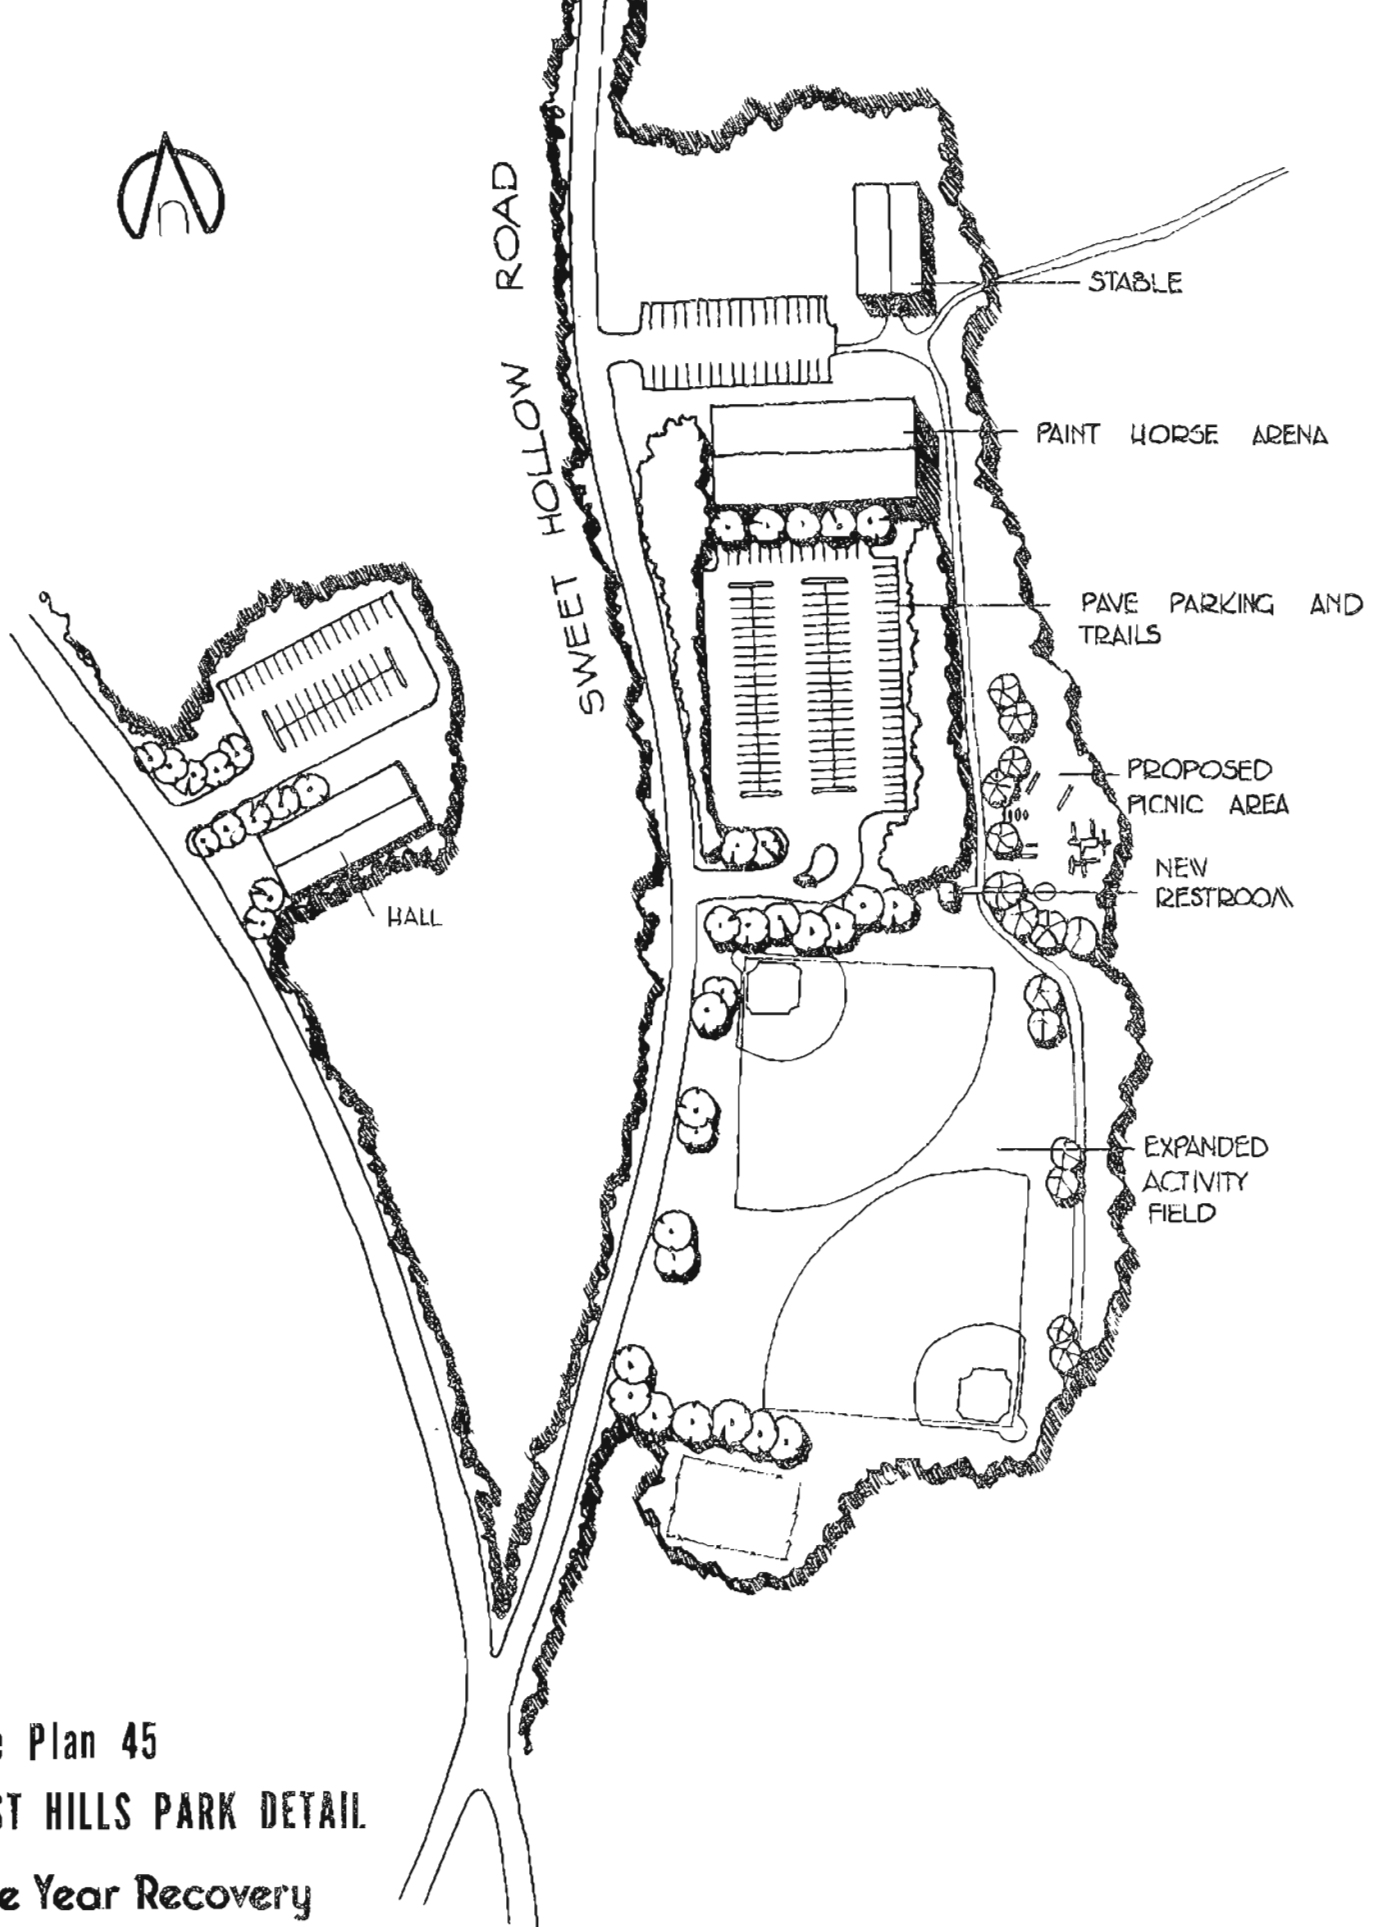 n
SWEET HOLLOW ROAD
STABLE
PAINT HORSE ARENA
PAVE PARKING AND
TRAILS
PROPOSED
PICNIC AREA
NEW
RESTROOM
HALL
EXPANDED
ACTIVITY
FIELD
e Plan 45
ST HILLS PARK DETAIL
e Year Recovery